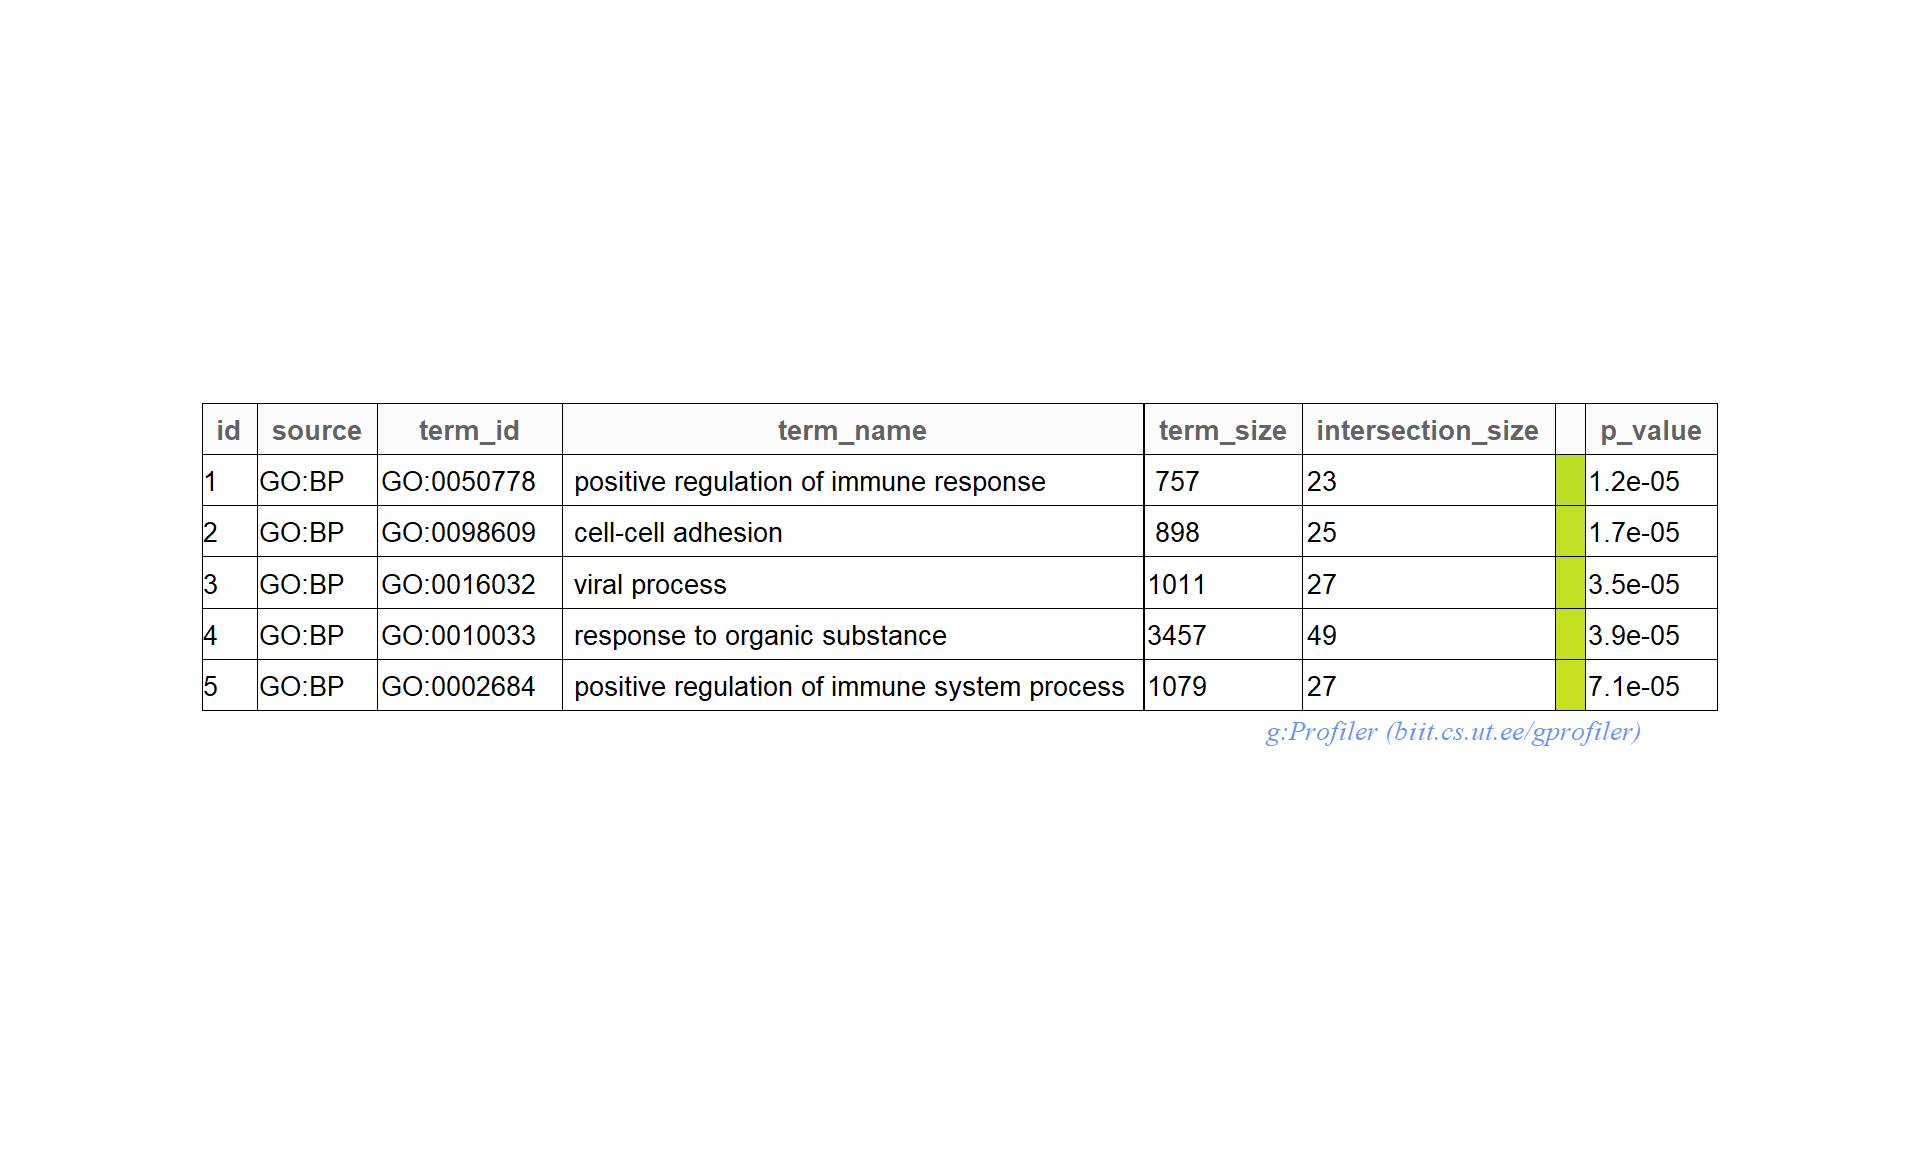 id source term_id term_name term_size intersection_size p_value
1 GO:BP GO:0050778 positive regulation of immune response 757 23 1.2e-05
2 GO:BP GO:0098609 cell-cell adhesion 898 25 1.7e-05
3 GO:BP GO:0016032 viral process 1011 27 3.5e-05
4 GO:BP GO:0010033 response to organic substance 3457 49 3.9e-05
5 GO:BP GO:0002684 positive regulation of immune system process 1079 27 7.1e-05
g:Profiler (biit.cs.ut.ee/gprofiler)